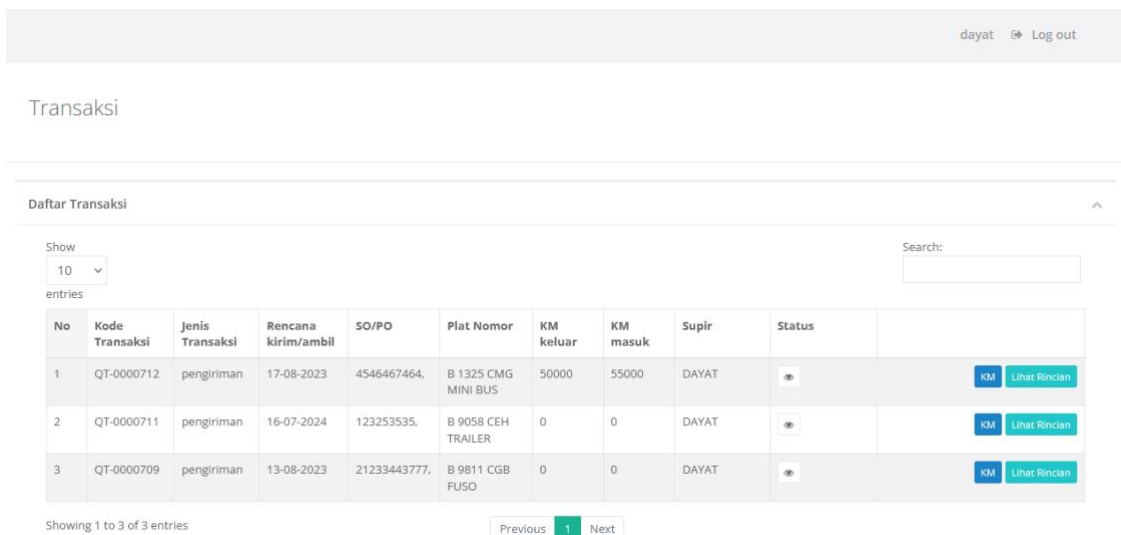 dayat Log out
Transaksi
Daftar Transaksi
Show
10
entries
Search:
No Kode Transaksi Jenis Transaksi Rencana kirim/ambil SO/PO Plat Nomor KM keluar KM masuk Supir Status
1 QT-0000712 pengiriman 17-08-2023 4546467464, B 1325 CMG MINI BUS 50000 55000 DAYAT KM Lihat Rincian
2 QT-0000711 pengiriman 16-07-2024 123253535, B 9058 CEH TRAILER 0 0 DAYAT KM Lihat Rincian
3 QT-0000709 pengiriman 13-08-2023 21233443777, B 9811 CGB FUSO 0 0 DAYAT KM Lihat Rincian
Showing 1 to 3 of 3 entries
Previous 1 Next